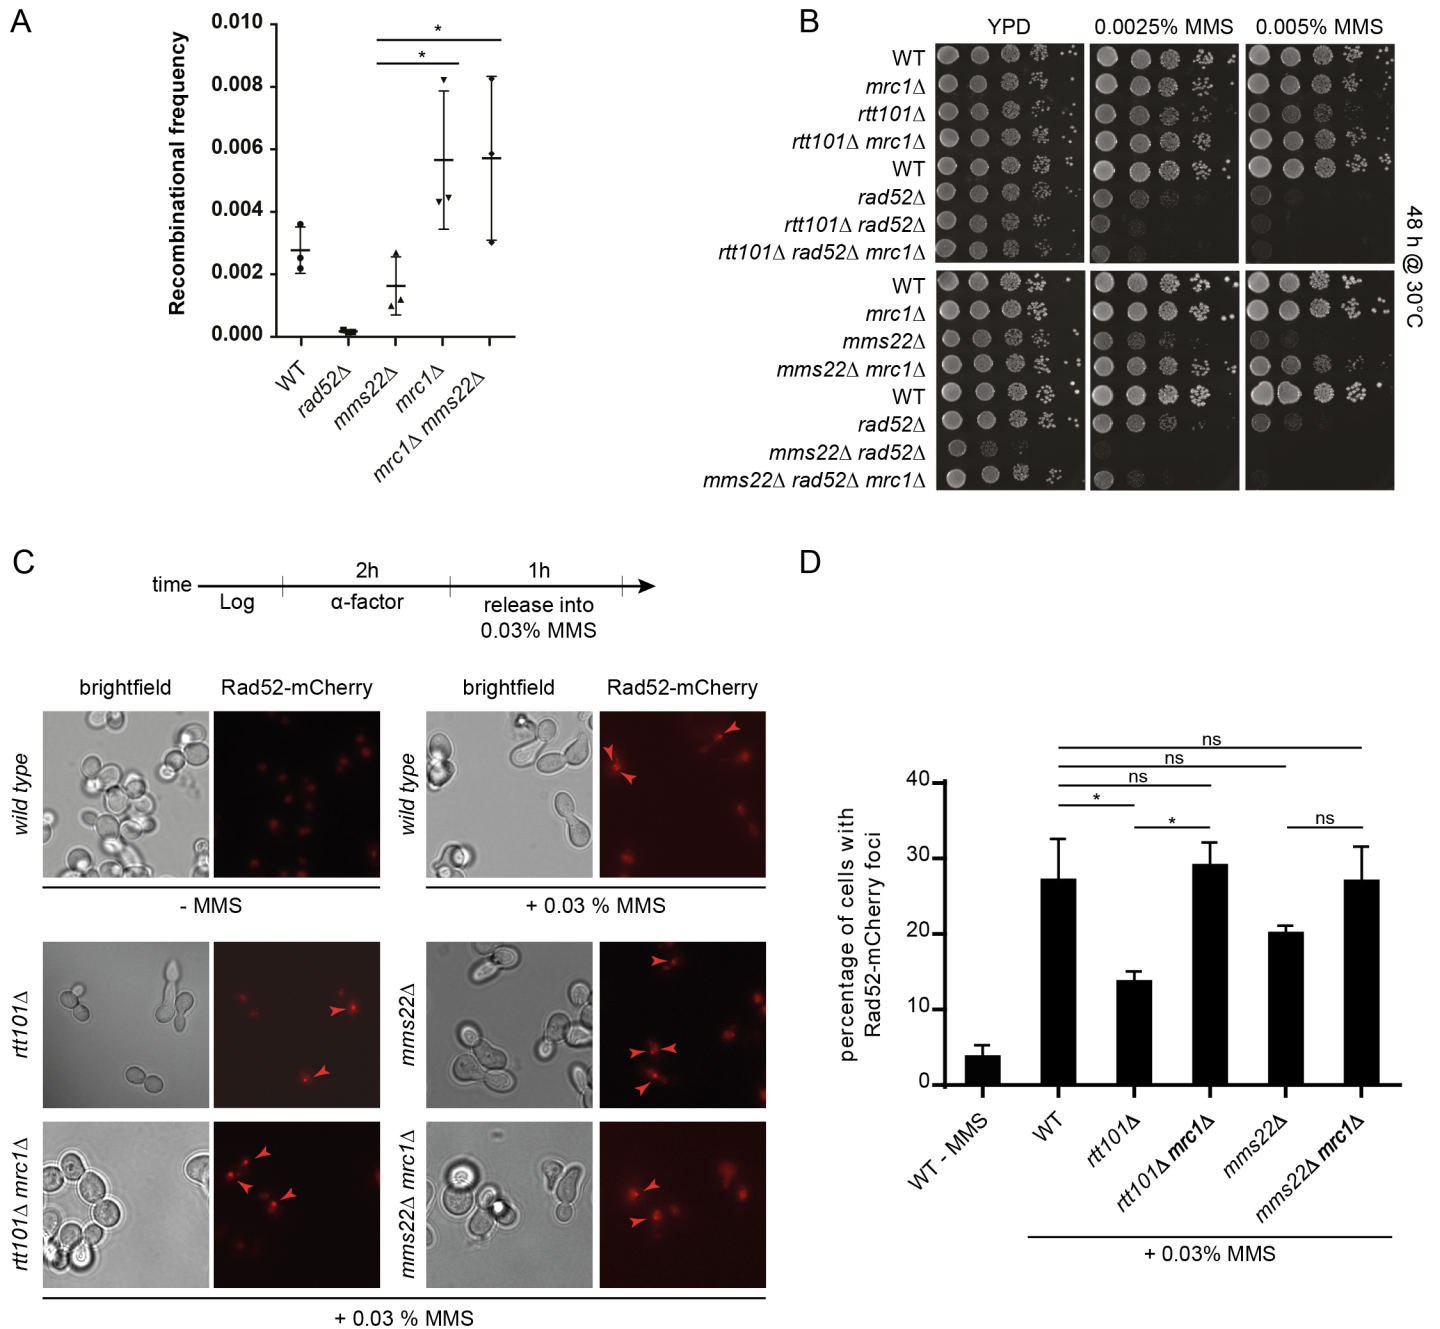 A
Recombinational frequency
0.010
0.008
0.006
0.004
0.002
0.000
*
*
WT
rad52Δ
mms22Δ
mrc1Δ
mrc1Δ mms22Δ
B
YPD 0.0025% MMS 0.005% MMS
WT
mrc1Δ
rtt101Δ
rtt101Δ mrc1Δ
WT
rad52Δ
rtt101Δ rad52Δ
rtt101Δ rad52Δ mrc1Δ
WT
mrc1Δ
mms22Δ
mms22Δ mrc1Δ
WT
rad52Δ
mms22Δ rad52Δ
mms22Δ rad52Δ mrc1Δ
48 h @ 30°C
C
time
Log
2h
α-factor
1h
release into
0.03% MMS
brightfield Rad52-mCherry
brightfield Rad52-mCherry
wild type
wild type
- MMS
+ 0.03 % MMS
rtt101Δ
mms22Δ
rtt101Δ mrc1Δ
mms22Δ mrc1Δ
+ 0.03 % MMS
D
percentage of cells with
Rad52-mCherry foci
40
30
20
10
0
ns
ns
ns
*
*
ns
WT - MMS
WT
rtt101Δ
rtt101Δ mrc1Δ
mms22Δ
mms22Δ mrc1Δ
+ 0.03% MMS